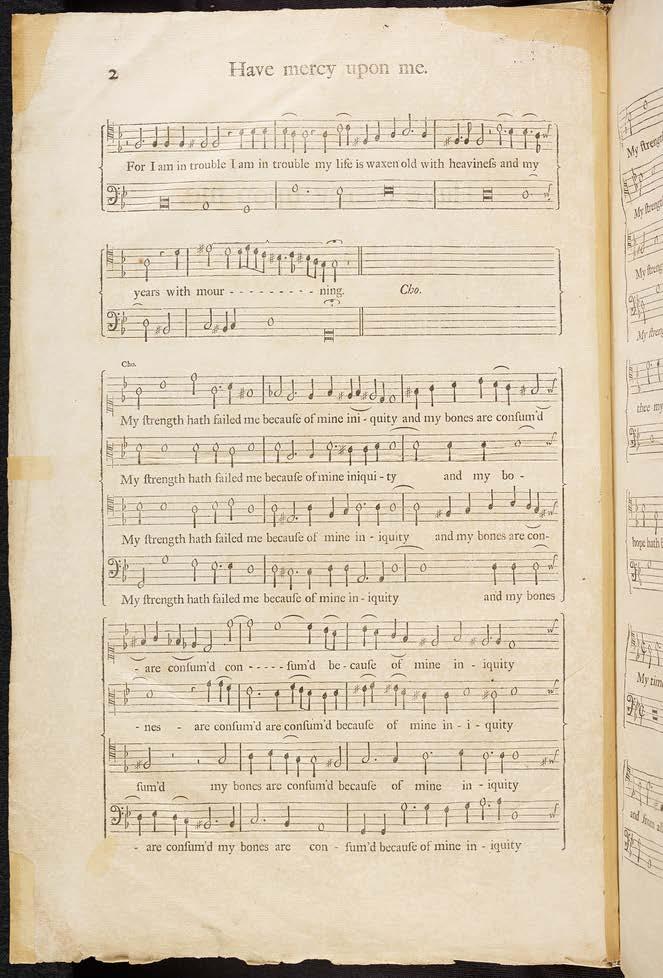 2
Have mercy upon me.
For I am in trouble I am in trouble my life is waxen old with heavineſs and my
years with mour - - - - - - - - - ning. Cho.
Cho.
My ſtrength hath failed me becauſe of mine ini - quity and my bones are conſum'd
My ſtrength hath failed me becauſe of mine iniqui - ty and my bo -
My ſtrength hath failed me becauſe of mine in - iquity and my bones are con-
My ſtrength hath failed me becauſe of mine in - iquity and my bones
- are conſum'd con - - - - - ſum'd be - cauſe of mine in - iquity
- nes - are conſum'd are conſum'd becauſe of mine in - i - quity
ſum'd my bones are conſum'd becauſe of mine in - iquity
- are conſum'd my bones are con - ſum'd becauſe of mine in - iquity
My
My
My
My
thee my
hope hath
My time
and from